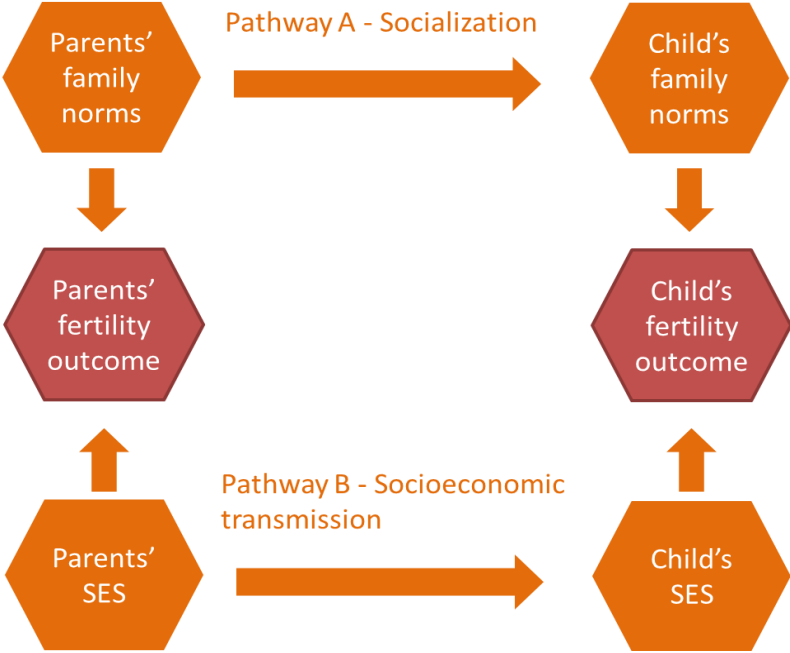 Parents’
family
norms
Pathway A - Socialization
Child’s
family
norms
Parents’
fertility
outcome
Child’s
fertility
outcome
Parents’
SES
Pathway B - Socioeconomic
transmission
Child’s
SES